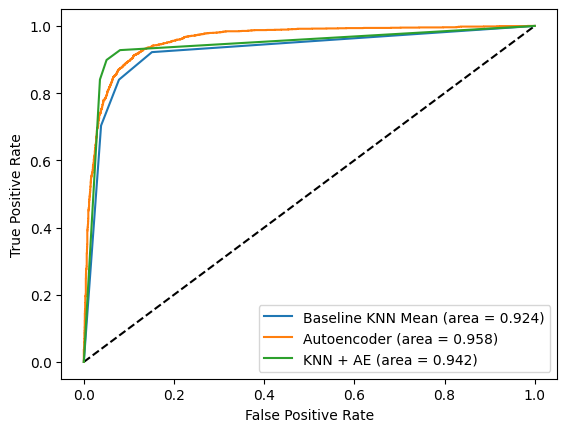 1.0
0.8
0.6
0.4
0.2
0.0
True Positive Rate
Baseline KNN Mean (area = 0.924)
Autoencoder (area = 0.958)
KNN + AE (area = 0.942)
0.0 0.2 0.4 0.6 0.8 1.0
False Positive Rate